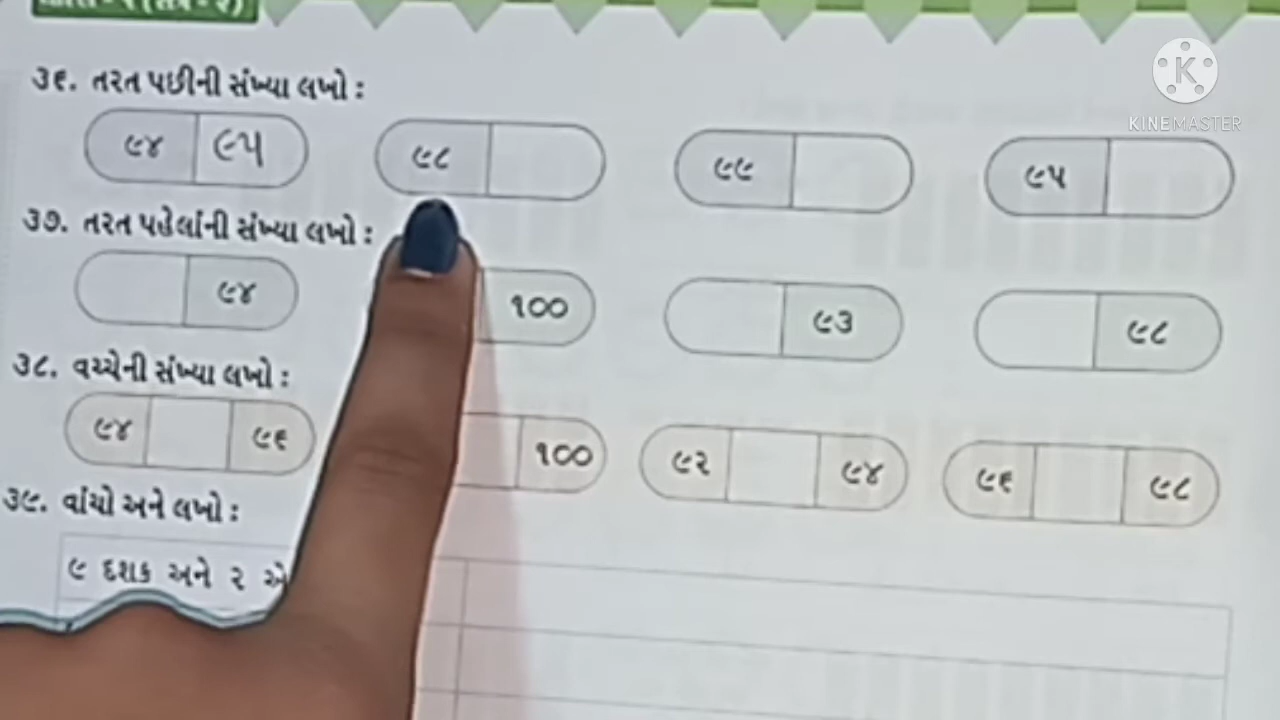 ૩૬. તરત પછીની સંખ્યા લખો :
૯૪ ૯૫ ૯૮ ૯૯ ૯૫
૩૭. તરત પહેલાંની સંખ્યા લખો :
૯૪ ૧૦૦ ૯૩ ૯૮
૩૮. વચ્ચેની સંખ્યા લખો :
૯૪ ૯૬ ૧૦૦ ૯૨ ૯૪ ૯૬ ૯૮
૩૯. વાંચો અને લખો :
૯ દશક અને ૨
K
KINEMASTER